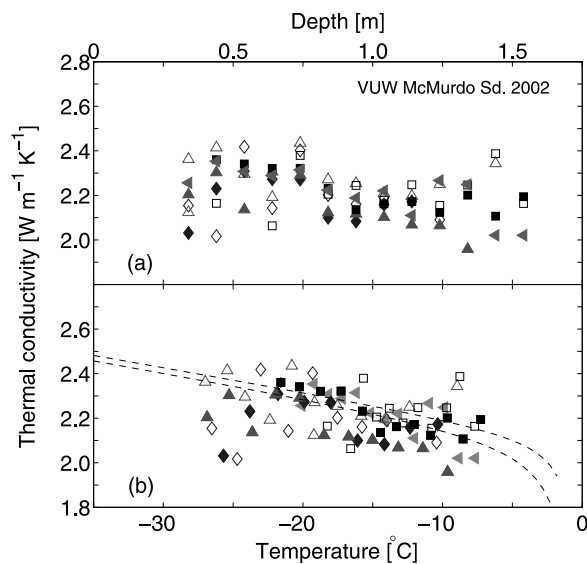 Depth [m]
0 0.5 1 1.5
2.8
VUW McMurdo Sd. 2002
2.6
2.4
2.2
2.0
(a)
Thermal conductivity [W m⁻¹ K⁻¹]
2.6
2.4
2.2
2.0
(b)
1.8
−30 −20 −10 0
Temperature [°C]